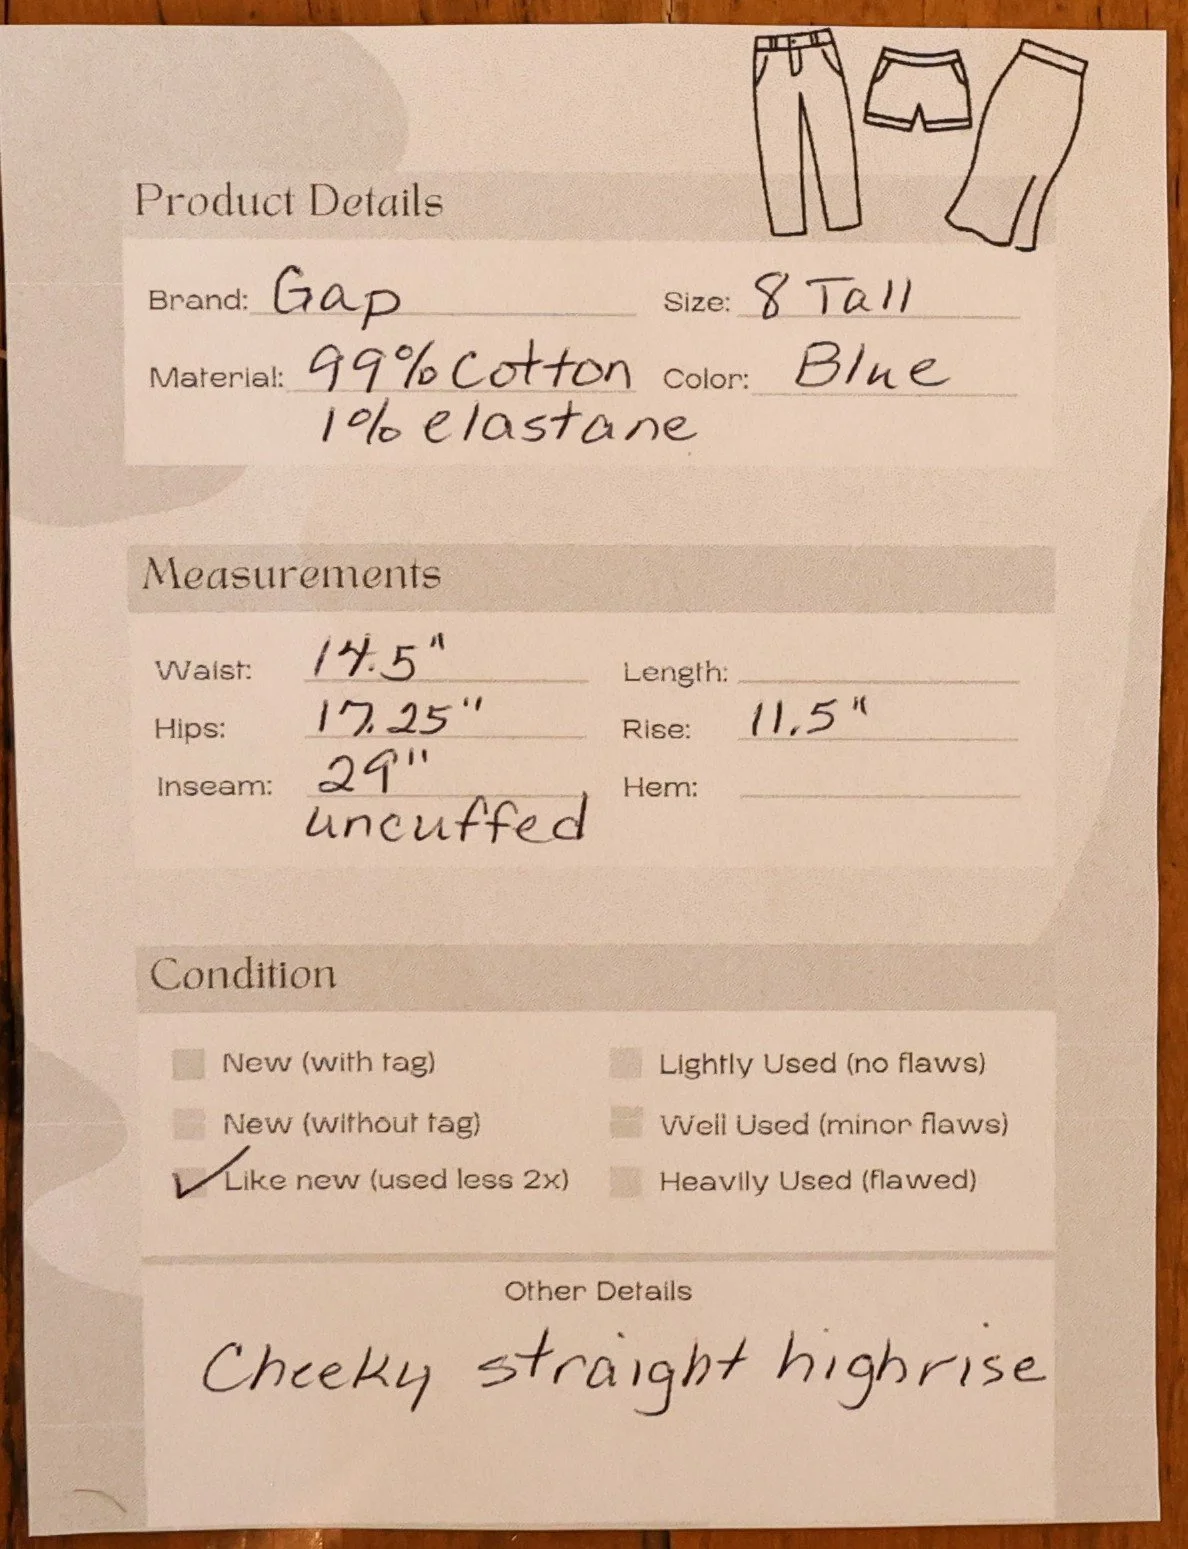 Product Details
Brand: Gap Size: 8 Tall
Material: 99% Cotton Color: Blue
1% elastane
Measurements
Waist: 14.5" Length:
Hips: 17.25" Rise: 11.5"
Inseam: 29" Hem:
uncuffed
Condition
New (with tag) Lightly Used (no flaws)
New (without tag) Well Used (minor flaws)
Like new (used less 2x) Heavily Used (flawed)
Other Details
Cheeky straight highrise